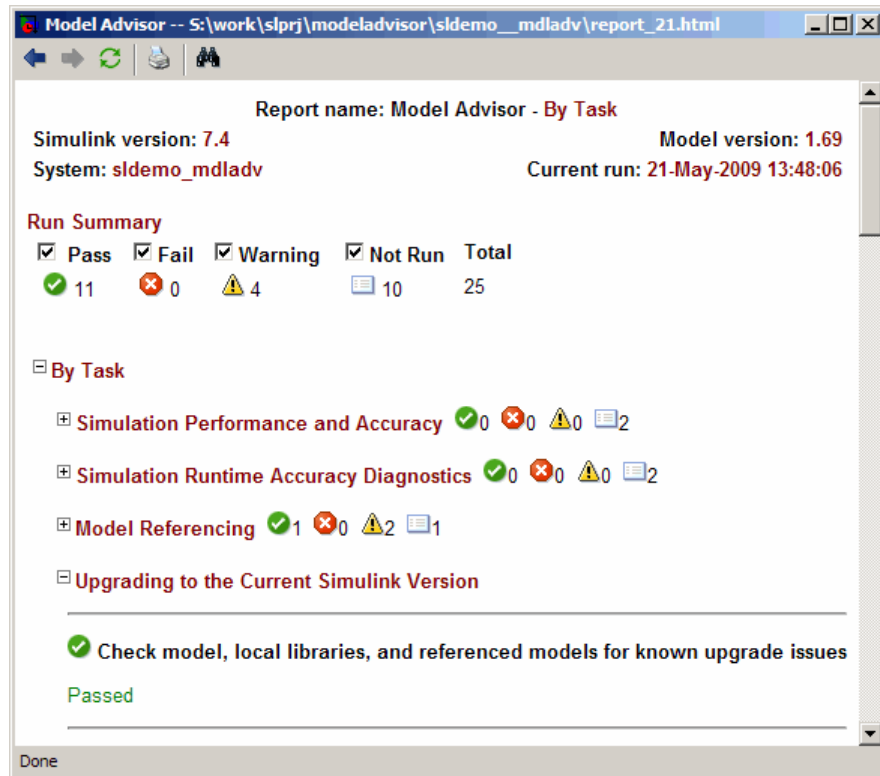 Model Advisor -- S:\work\slprj\modeladvisor\sldemo__mdladv\report_21.html
Report name: Model Advisor - By Task
Simulink version: 7.4 Model version: 1.69
System: sldemo_mdladv Current run: 21-May-2009 13:48:06
Run Summary
Pass Fail Warning Not Run Total
11 0 4 10 25
By Task
Simulation Performance and Accuracy 0 0 0 2
Simulation Runtime Accuracy Diagnostics 0 0 0 2
Model Referencing 1 0 2 1
Upgrading to the Current Simulink Version
Check model, local libraries, and referenced models for known upgrade issues
Passed
Done